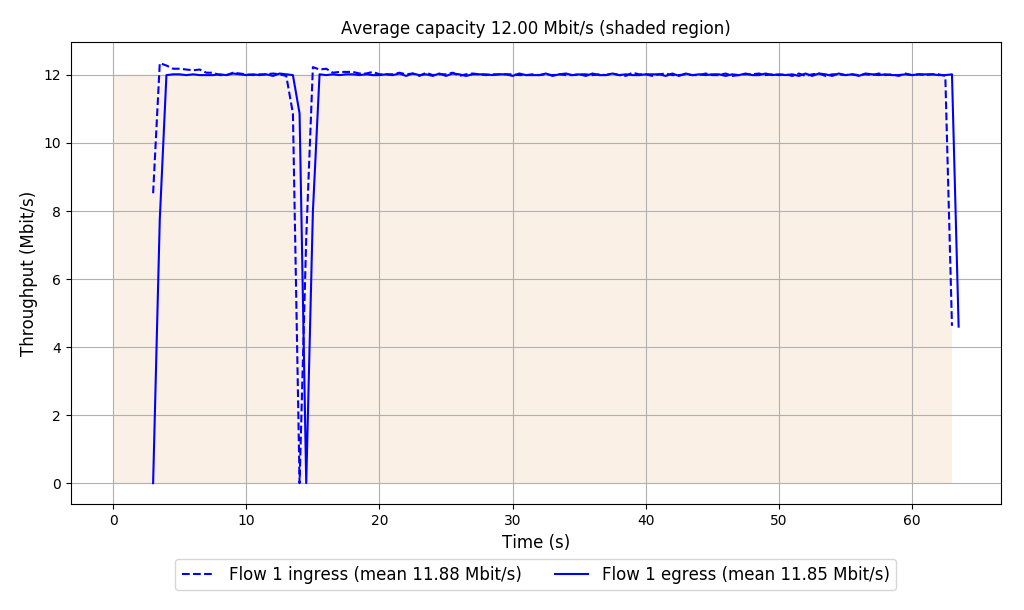 Average capacity 12.00 Mbit/s (shaded region)
Throughput (Mbit/s)
12
10
8
6
4
2
0
0 10 20 30 40 50 60
Time (s)
Flow 1 ingress (mean 11.88 Mbit/s) Flow 1 egress (mean 11.85 Mbit/s)